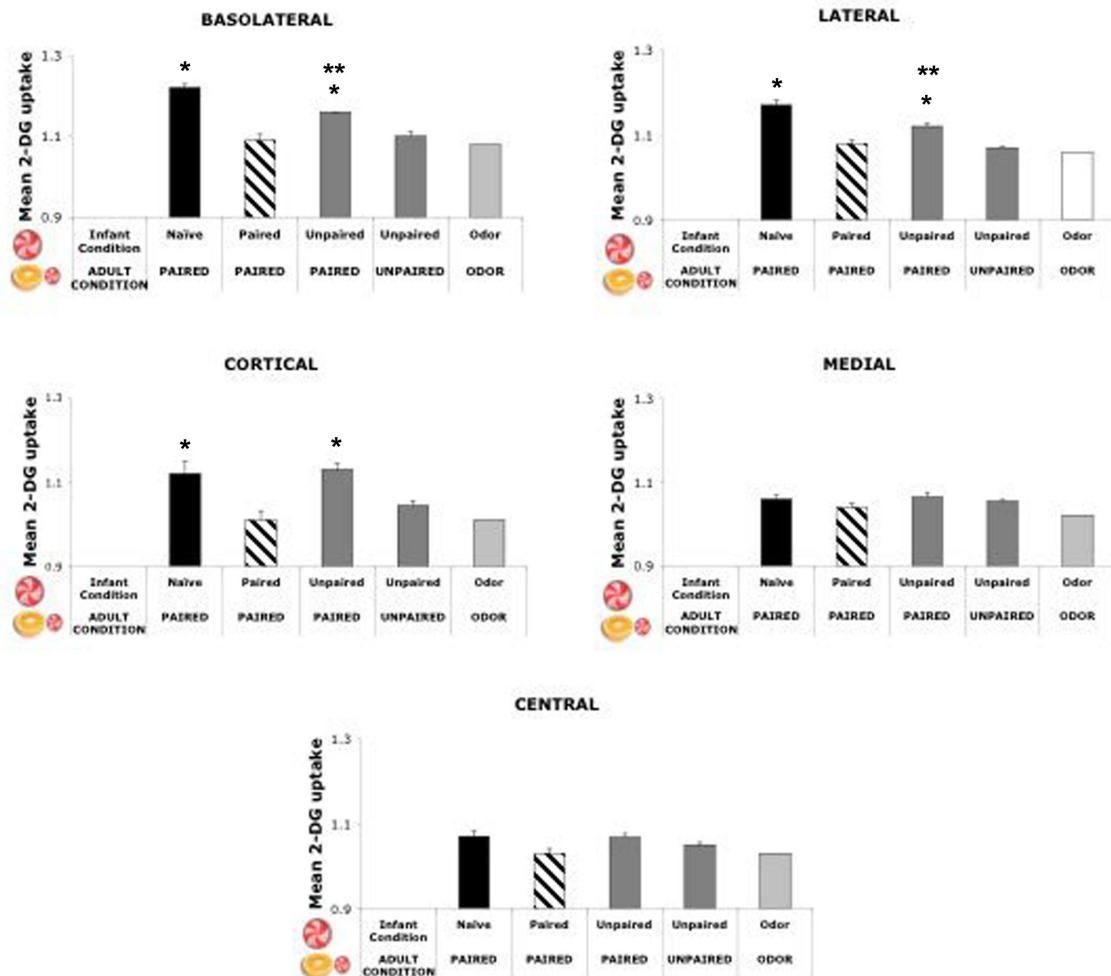 BASOLATERAL
Mean 2-DG uptake
1.3
1.1
0.9
*
**
*
Infant Condition Naïve Paired Unpaired Unpaired Odor
ADULT CONDITION PAIRED PAIRED PAIRED UNPAIRED ODOR
LATERAL
Mean 2-DG uptake
1.3
1.1
0.9
*
**
*
Infant Condition Naive Paired Unpaired Unpaired Odor
ADULT CONDITION PAIRED PAIRED PAIRED UNPAIRED ODOR
CORTICAL
Mean 2-DG uptake
1.3
1.1
0.9
*
*
Infant Condition Naïve Paired Unpaired Unpaired Odor
ADULT CONDITION PAIRED PAIRED PAIRED UNPAIRED ODOR
MEDIAL
Mean 2-DG uptake
1.3
1.1
0.9
Infant Condition Naïve Paired Unpaired Unpaired Odor
ADULT CONDITION PAIRED PAIRED PAIRED UNPAIRED ODOR
CENTRAL
Mean 2-DG uptake
1.3
1.1
0.9
Infant Condition Naïve Paired Unpaired Unpaired Odor
ADULT CONDITION PAIRED PAIRED PAIRED UNPAIRED ODOR